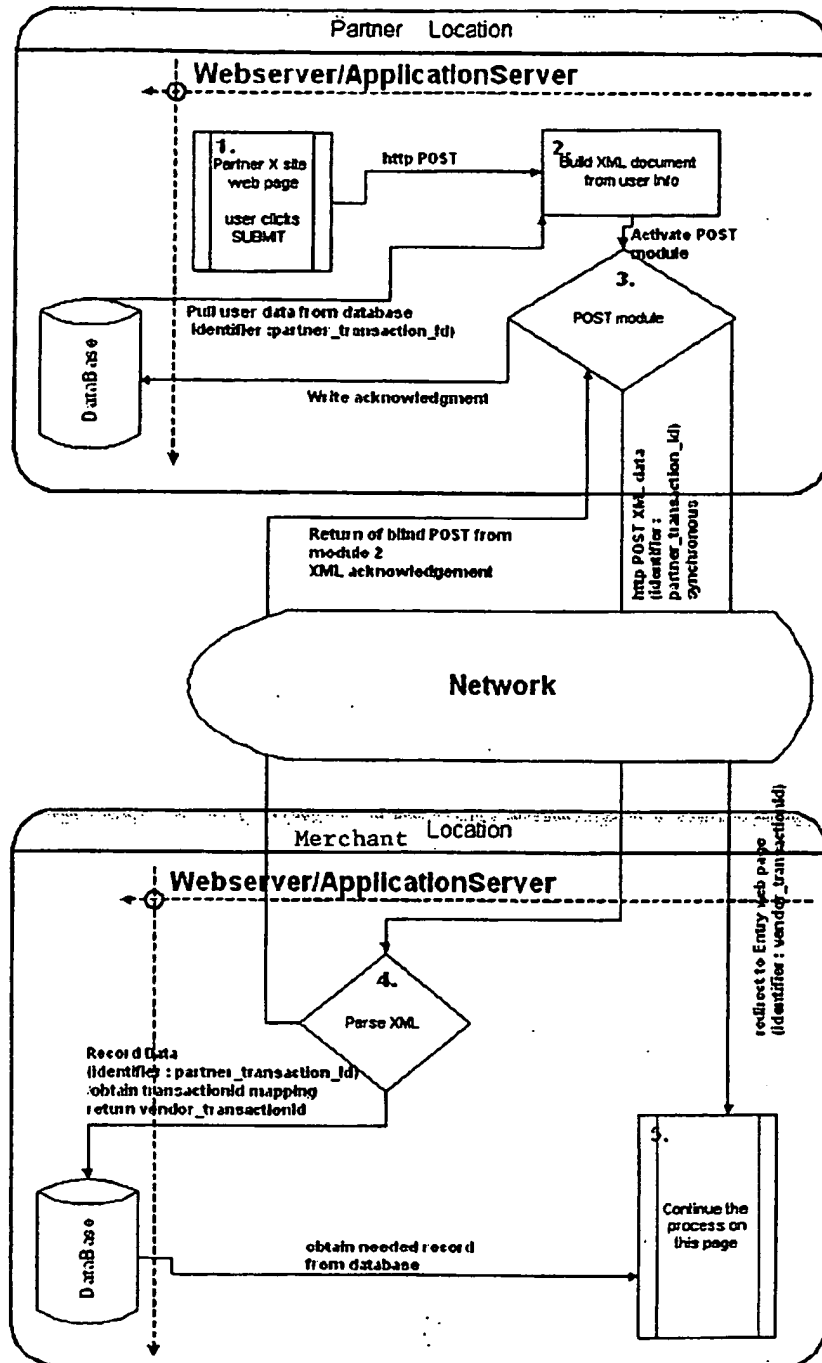 Partner Location
Webserver/ApplicationServer
1.
Partner X site
web page
user clicks
SUBMIT
http POST
2.
Build XML document
from user info
Activate POST
module
3.
POST module
Pull user data from database
identifier :partner_transaction_id)
DataBase
Write acknowledgment
Return of blind POST from
module 2
XML acknowledgement
http POST XML data
(identifier :
partner_transaction_id)
synchronous
Network
Merchant Location
Webserver/ApplicationServer
redirect to Entry web page
(identifier : vendor_transactionid)
4.
Parse XML
Record Data
(identifier : partner_transaction_id)
obtain transactionid mapping
return vendor_transactionid
5.
Continue the
process on
this page
DataBase
obtain needed record
from database